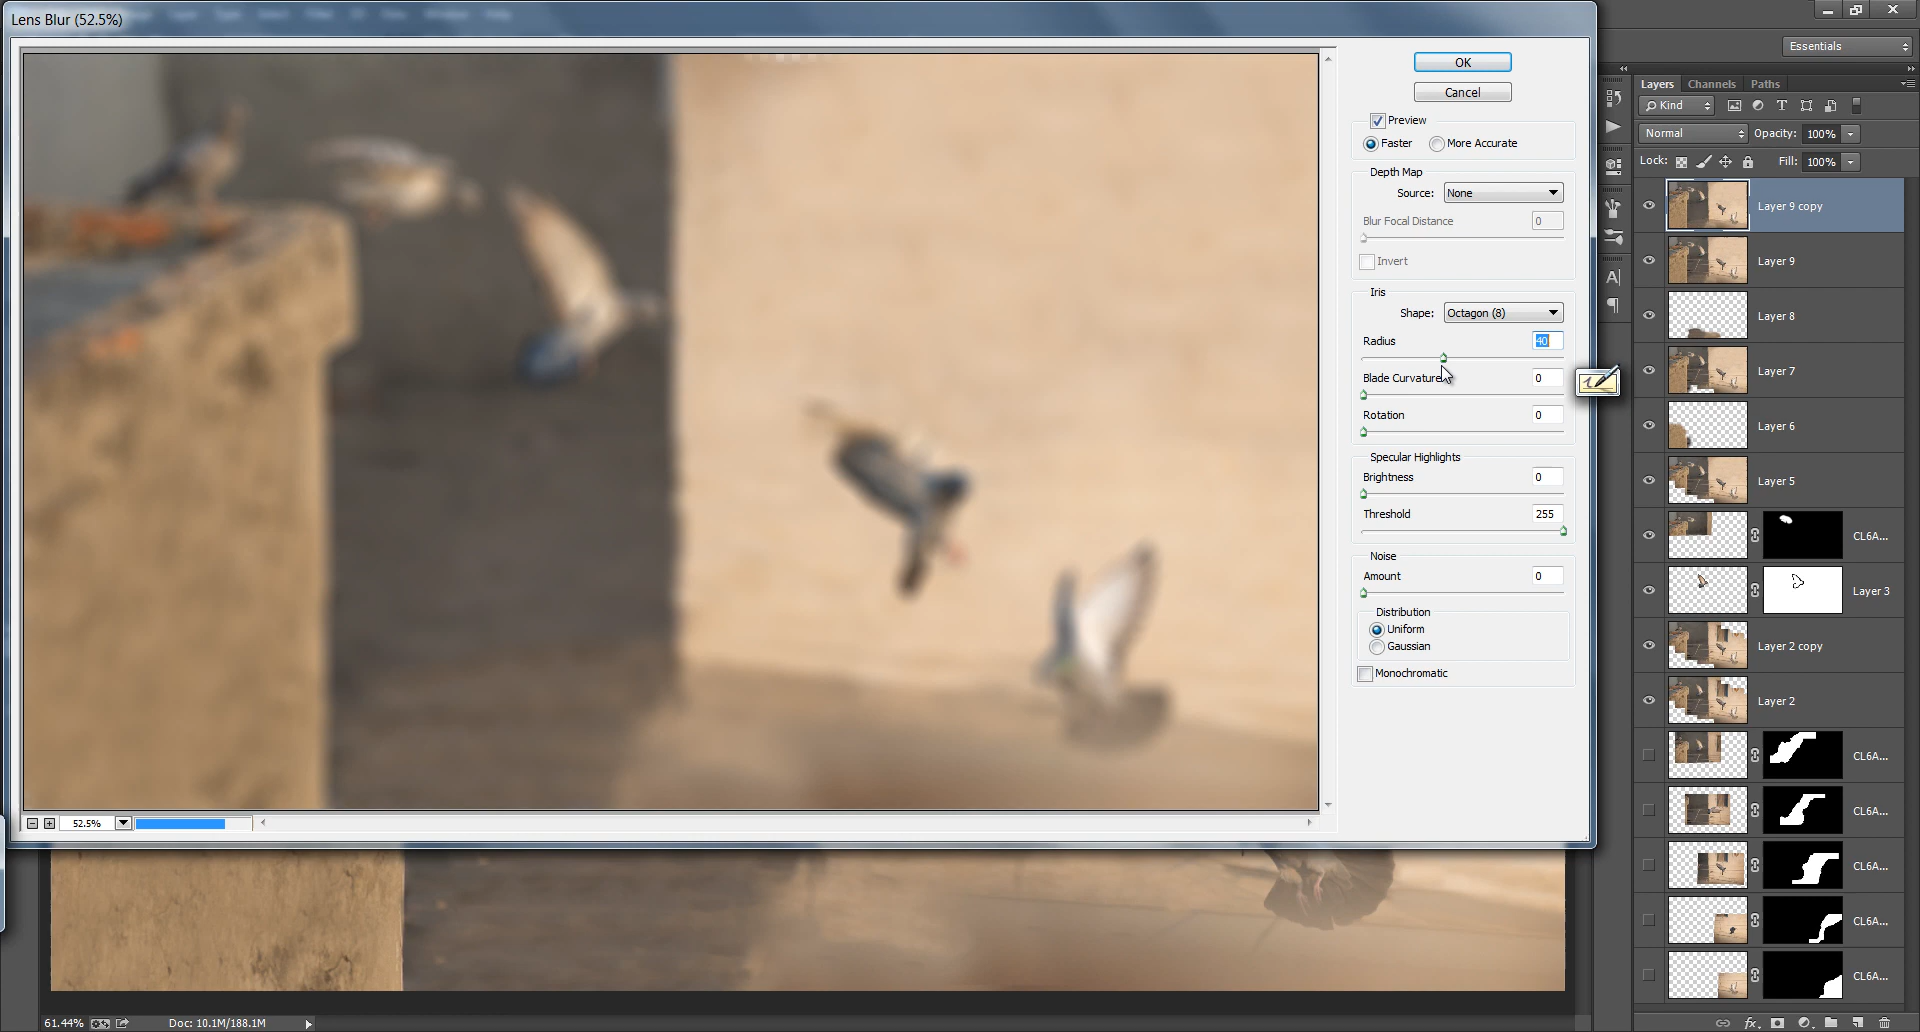 Lens Blur (52.5%)
OK
Cancel
Preview
Faster
More Accurate
Depth Map
Source: None
Blur Focal Distance 0
Invert
Iris
Shape: Octagon (8)
Radius 40
Blade Curvature 0
Rotation 0
Specular Highlights
Brightness 0
Threshold 255
Noise
Amount 0
Distribution
Uniform
Gaussian
Monochromatic
52.5%
61.44%
Doc: 10.1M/188.1M
Essentials
Layers Channels Paths
Kind
Normal Opacity: 100%
Lock: Fill: 100%
Layer 9 copy
Layer 9
Layer 8
Layer 7
Layer 6
Layer 5
CL6A...
Layer 3
Layer 2 copy
Layer 2
CL6A...
CL6A...
CL6A...
CL6A...
CL6A...